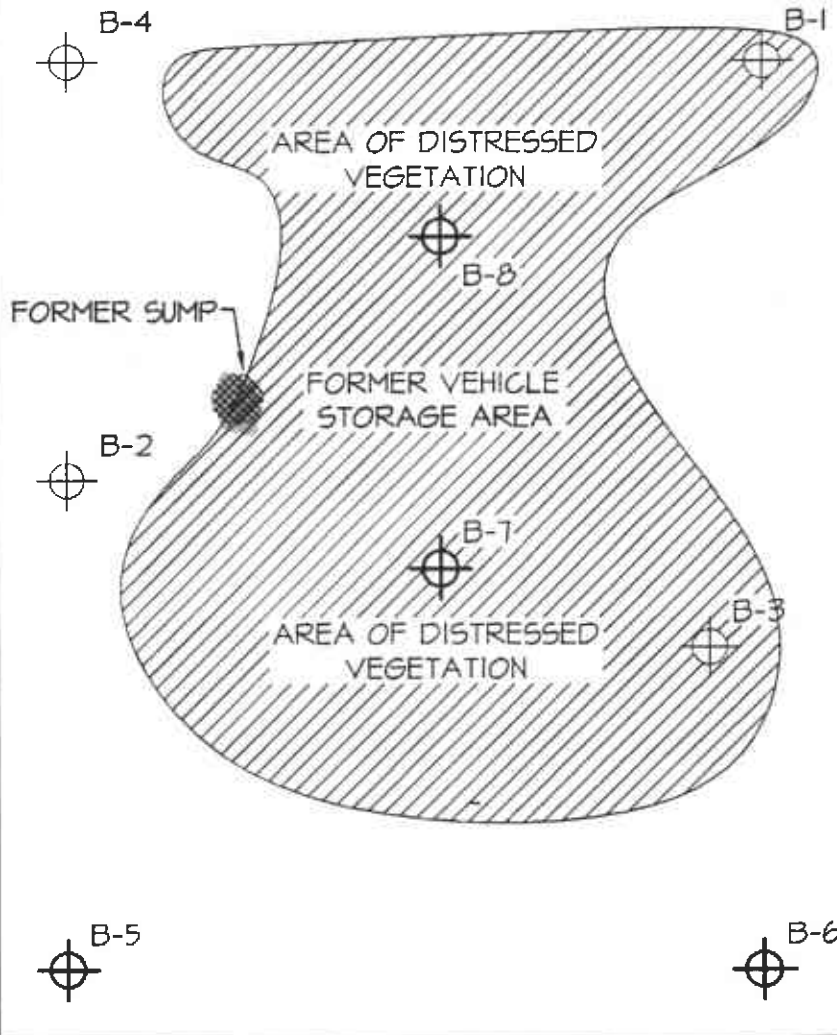 B-4
B-1
AREA OF DISTRESSED
VEGETATION
B-8
FORMER SUMP
FORMER VEHICLE
STORAGE AREA
B-2
B-7
B-3
AREA OF DISTRESSED
VEGETATION
B-5
B-6